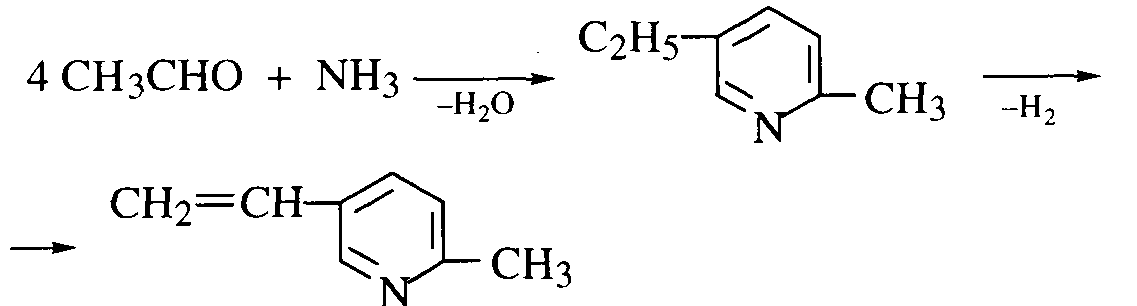 C₂H₅
4 CH₃CHO + NH₃ –H₂O N CH₃ –H₂
CH₂=CH N CH₃